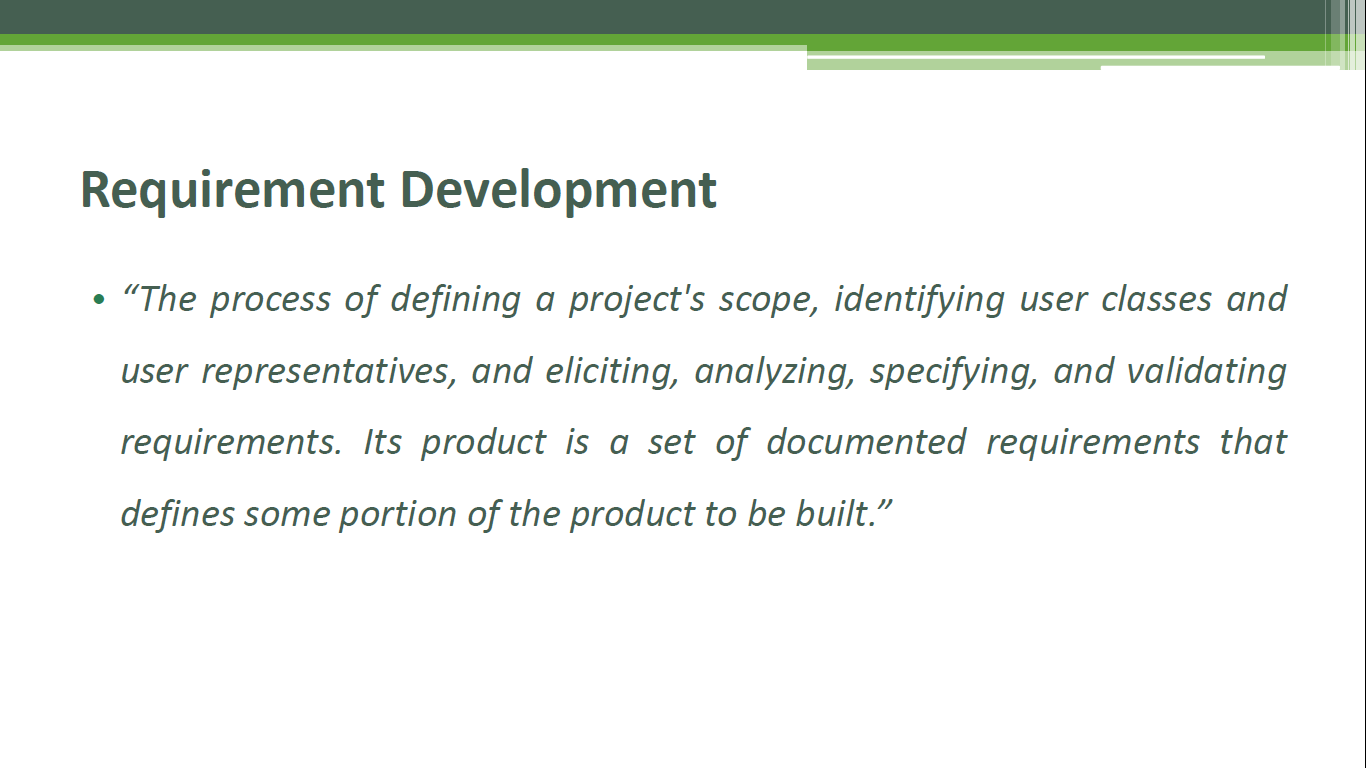 Requirement Development
• “The process of defining a project's scope, identifying user classes and
user representatives, and eliciting, analyzing, specifying, and validating
requirements. Its product is a set of documented requirements that
defines some portion of the product to be built.”